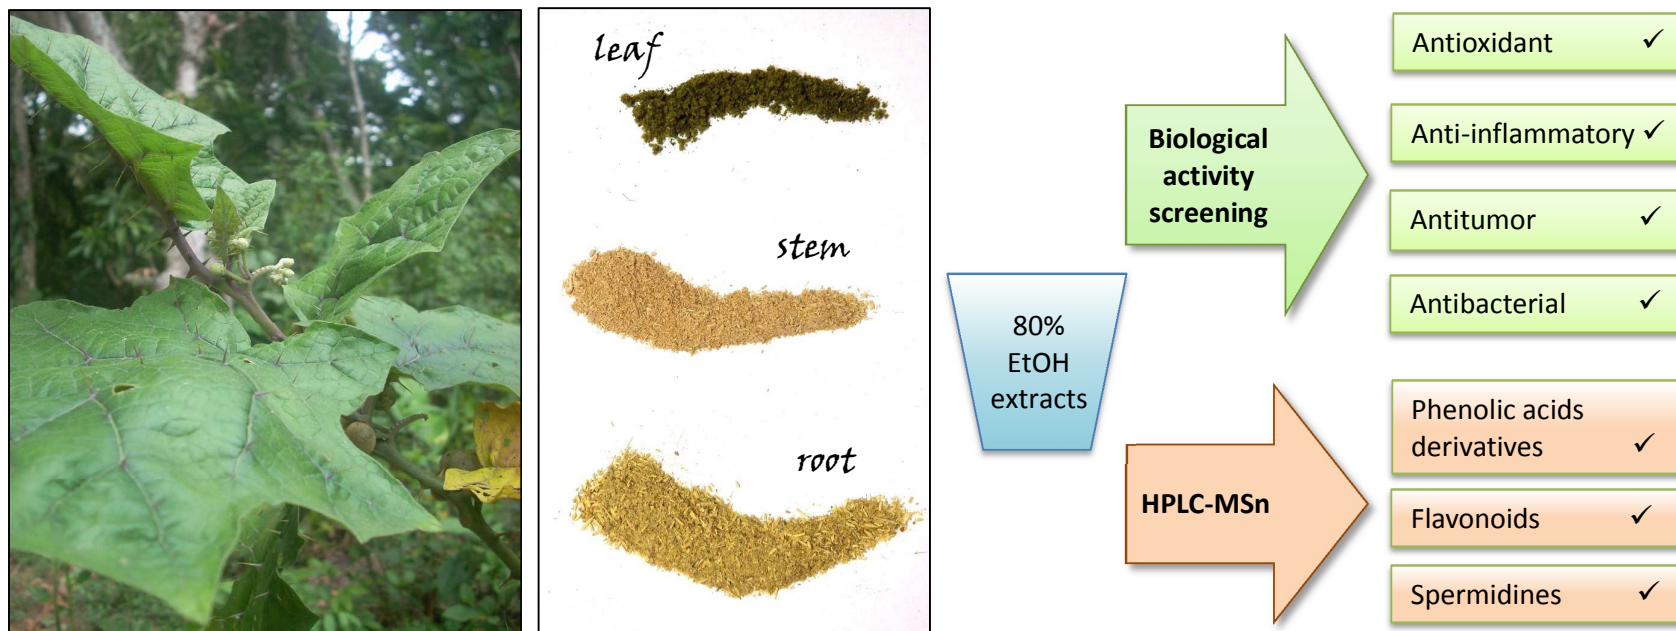 leaf
stem
root
80%
EtOH
extracts
Biological
activity
screening
HPLC-MSn
Antioxidant ✓
Anti-inflammatory ✓
Antitumor ✓
Antibacterial ✓
Phenolic acids
derivatives ✓
Flavonoids ✓
Spermidines ✓